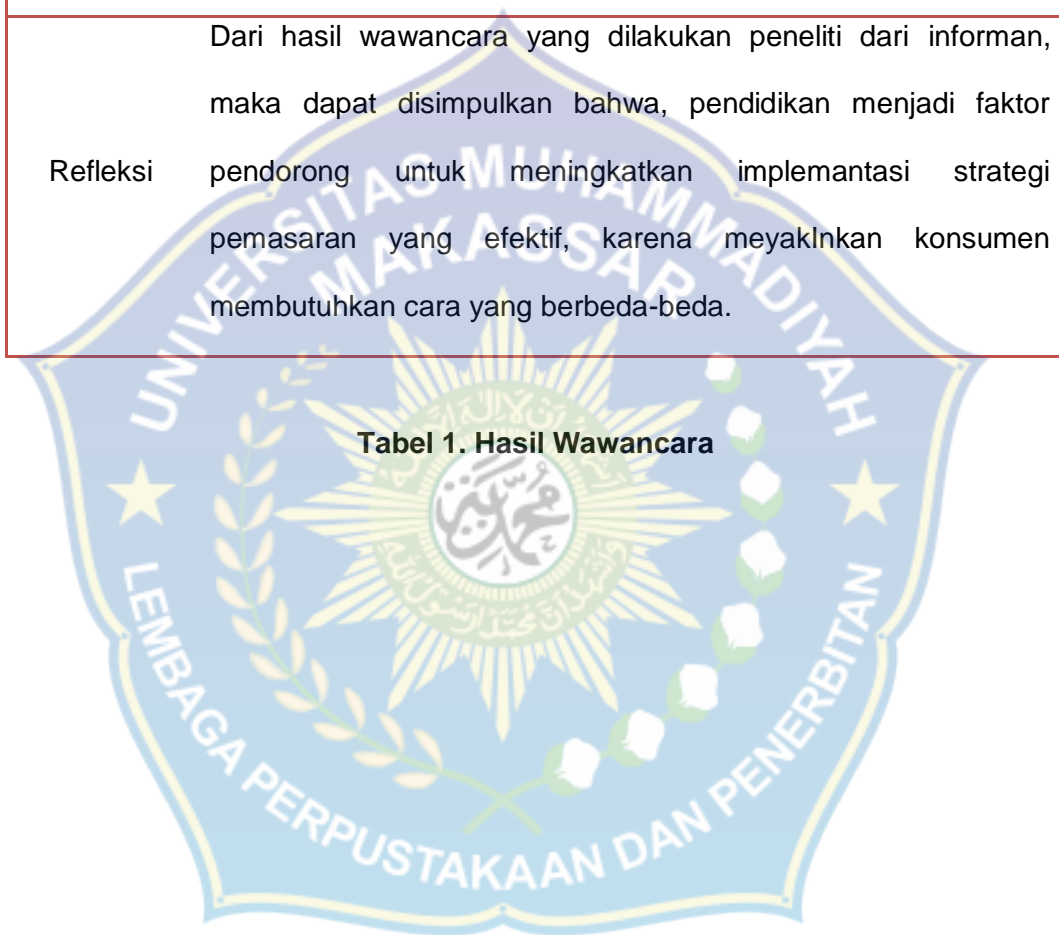 Dari hasil wawancara yang dilakukan peneliti dari informan,
maka dapat disimpulkan bahwa, pendidikan menjadi faktor
Refleksi pendorong untuk meningkatkan implemantasi strategi
pemasaran yang efektif, karena meyakInkan konsumen
membutuhkan cara yang berbeda-beda.
Tabel 1. Hasil Wawancara
UNIVERSITAS MUHAMMADIYAH
MAKASSAR
LEMBAGA PERPUSTAKAAN DAN PENERBITAN